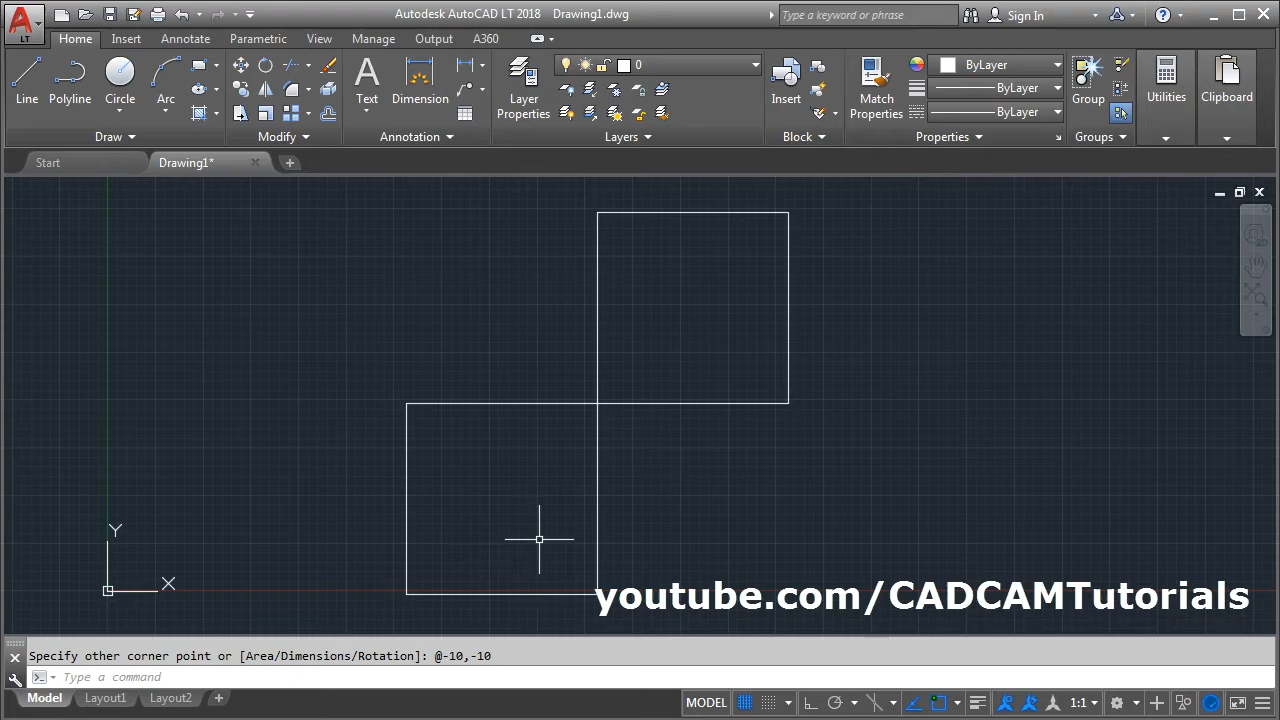 Autodesk AutoCAD LT 2018 Drawing1.dwg
Type a keyword or phrase
Sign In
LT
Home Insert Annotate Parametric View Manage Output A360
Line Polyline Circle Arc
Text Dimension
Layer Properties
0
Insert
Match Properties
ByLayer
ByLayer
ByLayer
Group
Utilities
Clipboard
Draw Modify Annotation Layers Block Properties Groups
Start Drawing1*
2D
Y
X
youtube.com/CADCAMTutorials
Specify other corner point or [Area/Dimensions/Rotation]: @-10,-10
Type a command
Model Layout1 Layout2 +
MODEL 1:1